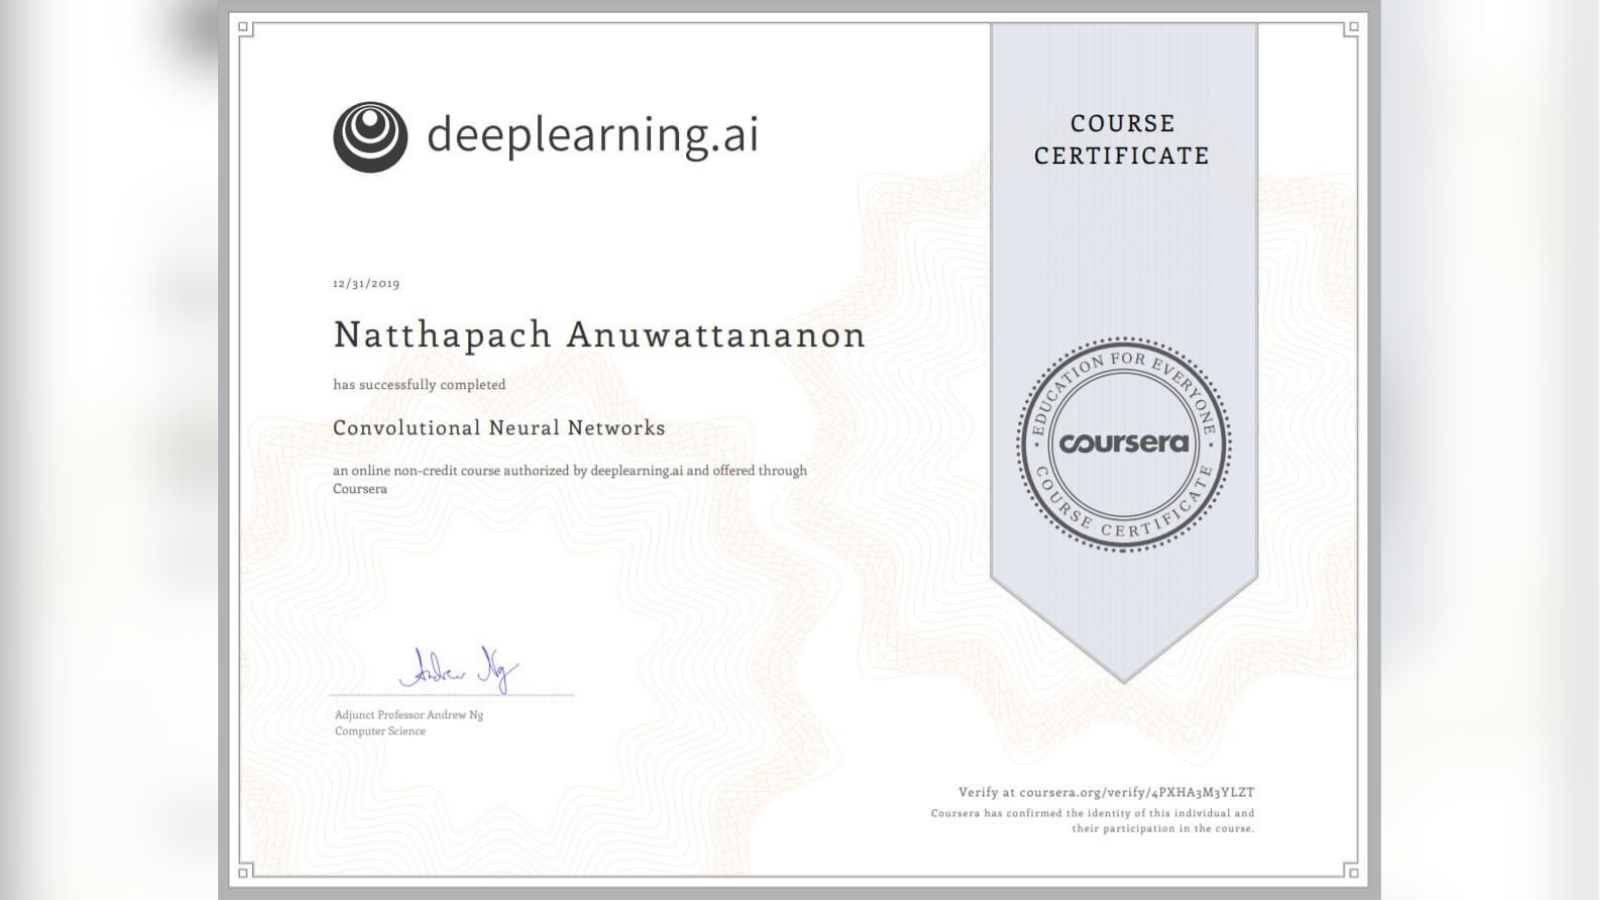 deeplearning.ai
COURSE
CERTIFICATE
12/31/2019
Natthapach Anuwattananon
has successfully completed
Convolutional Neural Networks
an online non-credit course authorized by deeplearning.ai and offered through
Coursera
EDUCATION FOR EVERYONE
coursera
COURSE CERTIFICATE
Andrew Ng
Adjunct Professor Andrew Ng
Computer Science
Verify at coursera.org/verify/4PXHA3M3YLZT
Coursera has confirmed the identity of this individual and
their participation in the course.